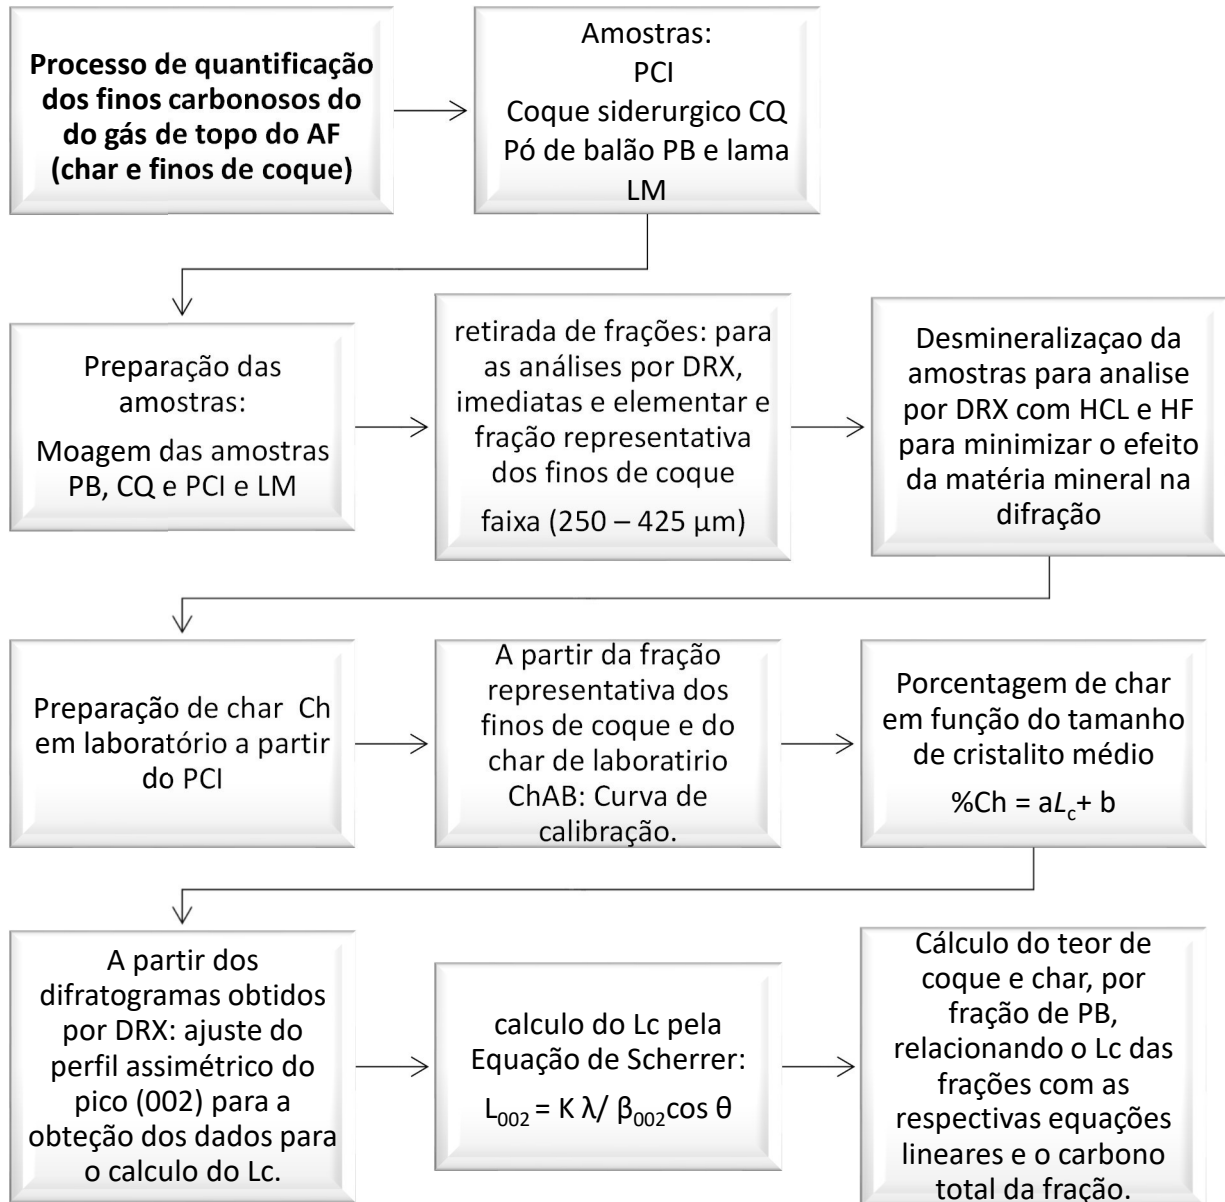 Processo de quantificação
dos finos carbonosos do
do gás de topo do AF
(char e finos de coque)
Amostras:
PCI
Coque siderurgico CQ
Pó de balão PB e lama
LM
Preparação das
amostras:
Moagem das amostras
PB, CQ e PCI e LM
retirada de frações: para
as análises por DRX,
imediatas e elementar e
fração representativa
dos finos de coque
faixa (250 – 425 µm)
Desmineralizaçao da
amostras para analise
por DRX com HCL e HF
para minimizar o efeito
da matéria mineral na
difração
Preparação de char Ch
em laboratório a partir
do PCI
A partir da fração
representativa dos
finos de coque e do
char de laboratirio
ChAB: Curva de
calibração.
Porcentagem de char
em função do tamanho
de cristalito médio
%Ch = aLc+ b
A partir dos
difratogramas obtidos
por DRX: ajuste do
perfil assimétrico do
pico (002) para a
obteção dos dados para
o calculo do Lc.
calculo do Lc pela
Equação de Scherrer:
L002 = K λ/ β002cos θ
Cálculo do teor de
coque e char, por
fração de PB,
relacionando o Lc das
frações com as
respectivas equações
lineares e o carbono
total da fração.